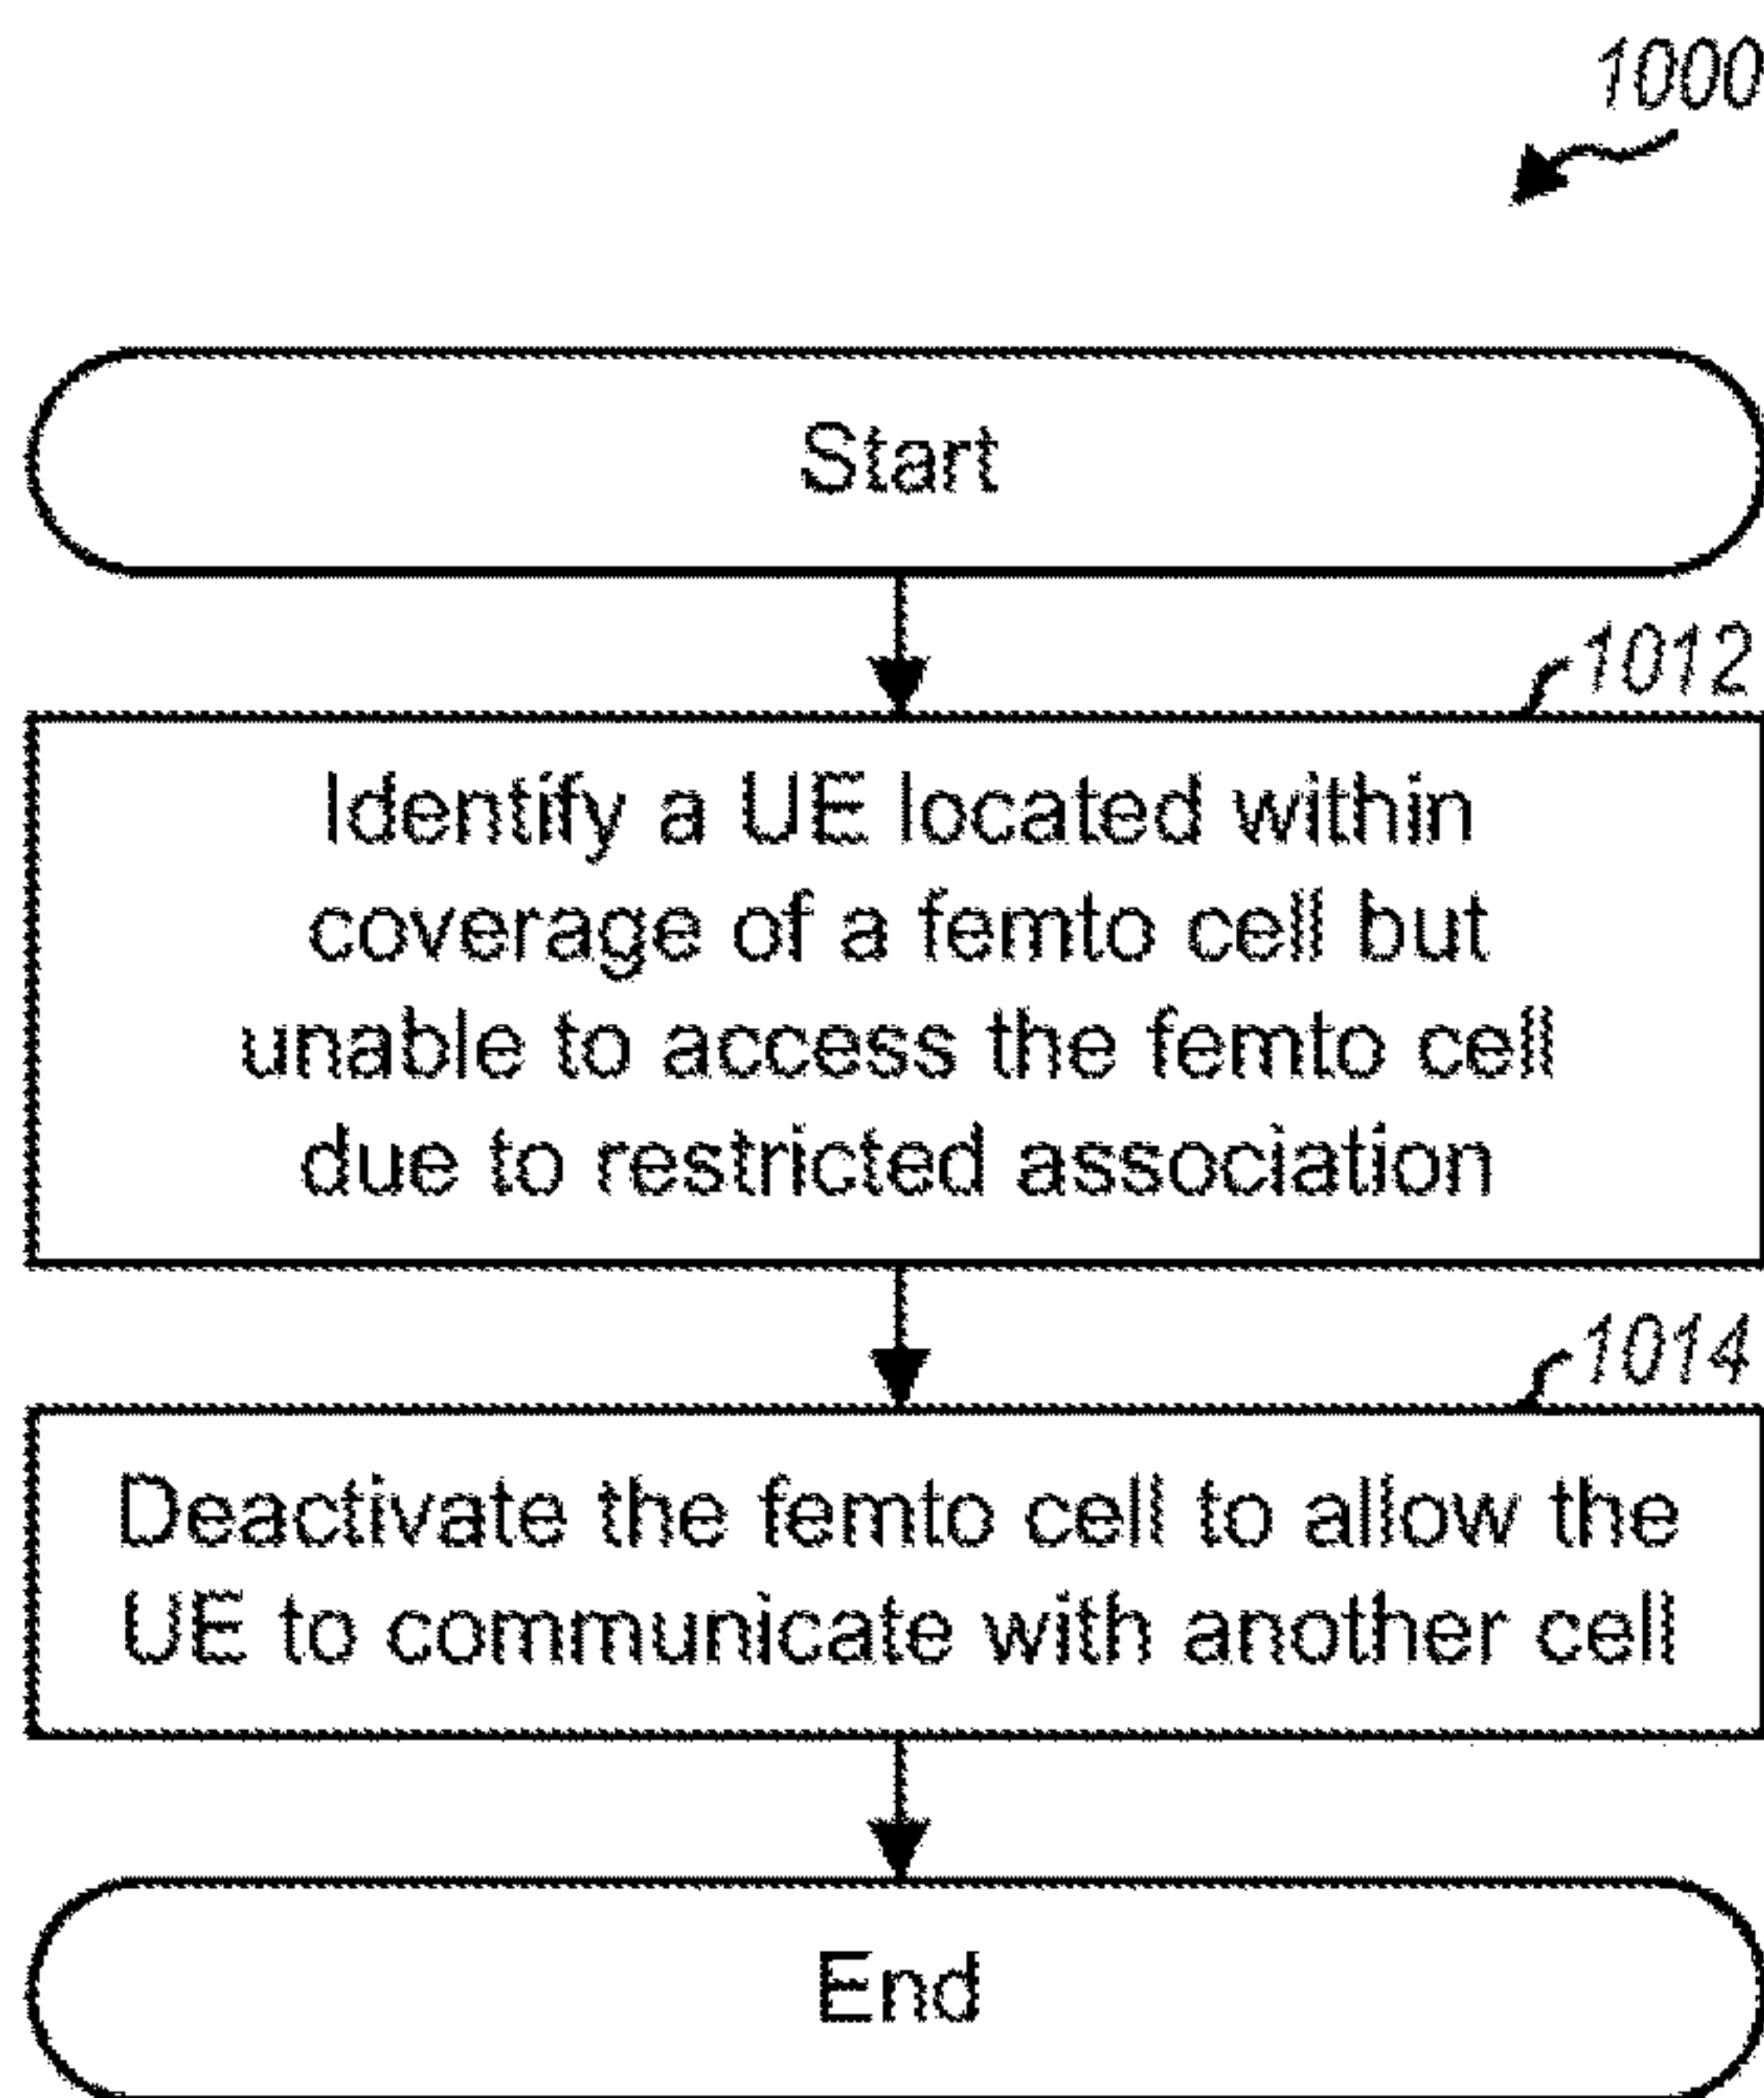 1000
Start
1012
Identify a UE located within
coverage of a femto cell but
unable to access the femto cell
due to restricted association
1014
Deactivate the femto cell to allow the
UE to communicate with another cell
End